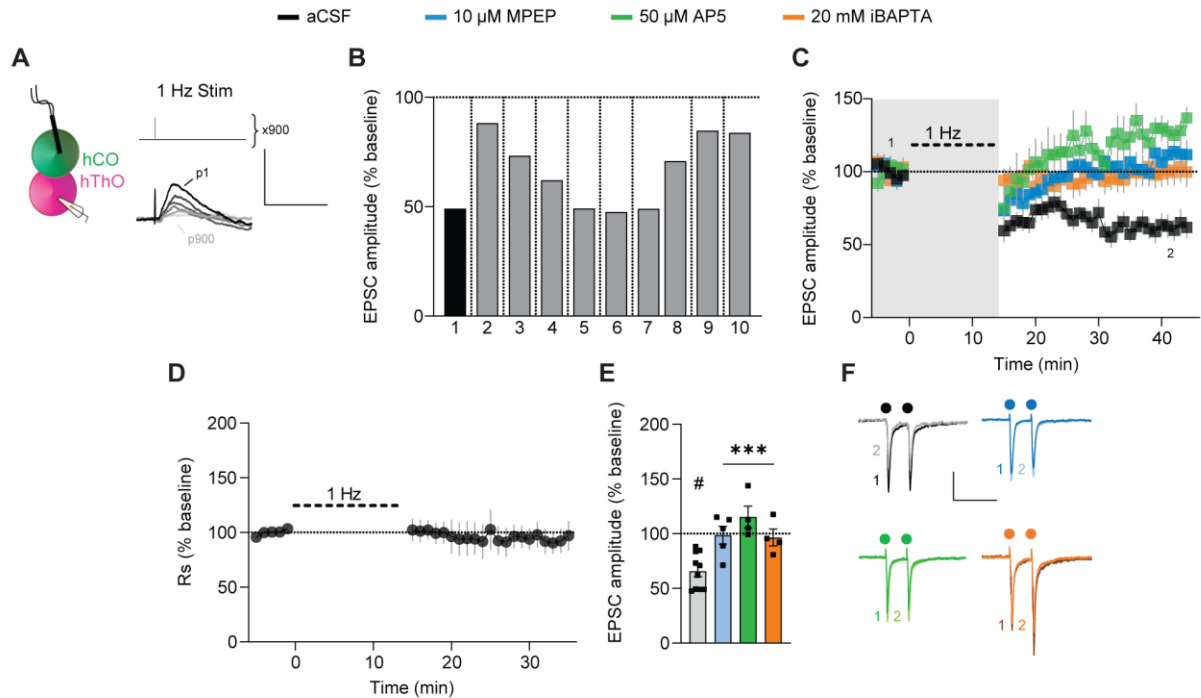 aCSF 10 µM MPEP 50 µM AP5 20 mM iBAPTA
A
1 Hz Stim
x900
hCO
hThO
p1
p900
B
EPSC amplitude (% baseline)
100
50
0
1 2 3 4 5 6 7 8 9 10
C
EPSC amplitude (% baseline)
150
100
50
0
1
1 Hz
2
0 10 20 30 40
Time (min)
D
Rs (% baseline)
200
150
100
50
0
1 Hz
0 10 20 30
Time (min)
E
EPSC amplitude (% baseline)
200
150
100
50
0
#
***
F
2
1
1 2
1 2
1 2